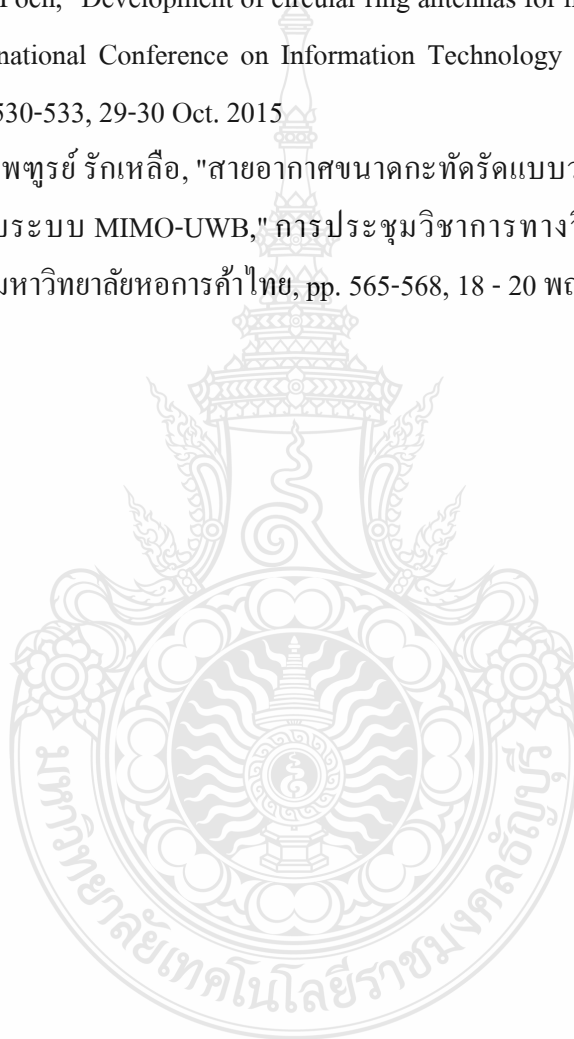 Development of circular ring antennas for
national Conference on Information Technology
530-533, 29-30 Oct. 2015
พฑูรย์ รักเหลือ, "สายอากาศขนาดกะทัดรัดแบบว
บระบบ MIMO-UWB," การประชุมวิชาการทางวิ
มหาวิทยาลัยหอการค้าไทย, pp. 565-568, 18 - 20 พฤ
มหาวิทยาลัยเทคโนโลยีราชมงคลธัญบุรี